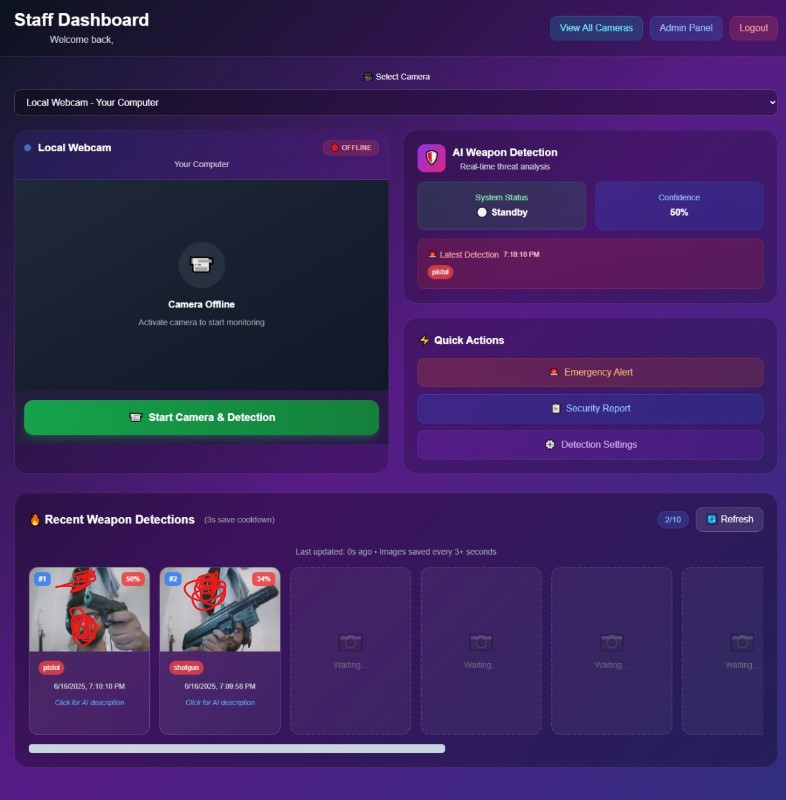 Staff Dashboard
Welcome back,
View All Cameras
Admin Panel
Logout
Select Camera
Local Webcam - Your Computer
Local Webcam
OFFLINE
Your Computer
Camera Offline
Activate camera to start monitoring
Start Camera & Detection
AI Weapon Detection
Real-time threat analysis
System Status
Standby
Confidence
50%
Latest Detection 7:10:10 PM
pistol
Quick Actions
Emergency Alert
Security Report
Detection Settings
Recent Weapon Detections (3s save cooldown)
2/10
Refresh
Last updated: 0s ago • Images saved every 3+ seconds
#1
50%
pistol
6/16/2025, 7:10:10 PM
Click for AI description
#2
34%
shotgun
6/16/2025, 7:09:58 PM
Click for AI description
Waiting...
Waiting...
Waiting...
Waiting...